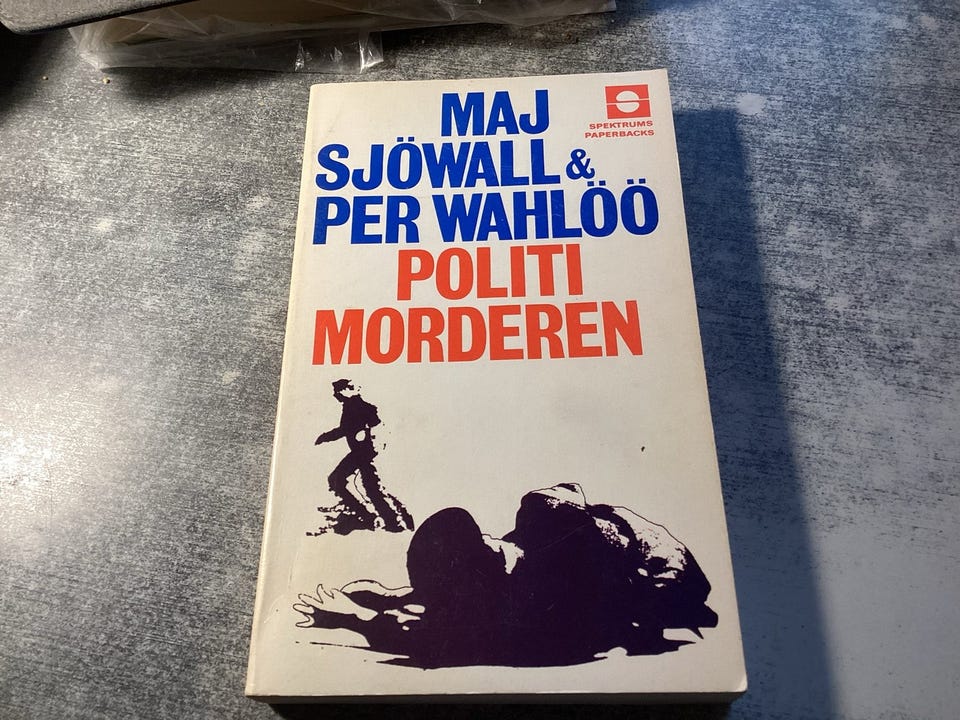 MAJ
SJÖWALL &
PER WAHLÖÖ
POLITI
MORDEREN
SPEKTRUMS
PAPERBACKS